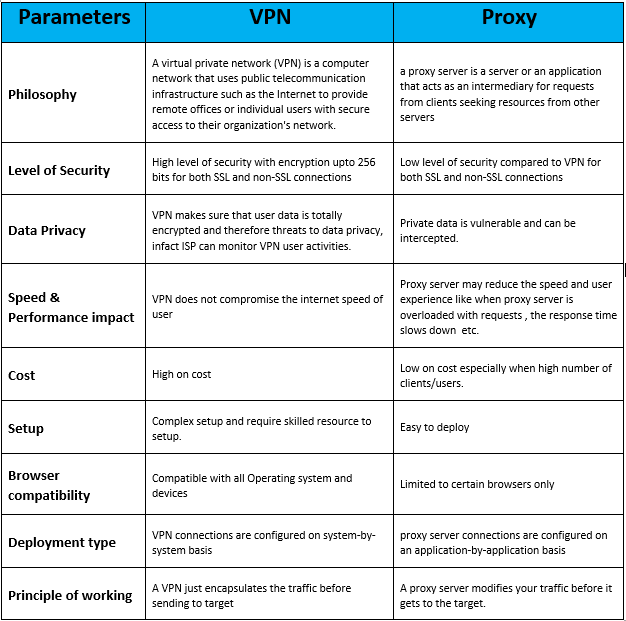 Parameters
VPN
Proxy
Philosophy
A virtual private network (VPN) is a computer
network that uses public telecommunication
infrastructure such as the Internet to provide
remote offices or individual users with secure
access to their organization's network.
a proxy server is a server or an application
that acts as an intermediary for requests
from clients seeking resources from other
servers
Level of Security
High level of security with encryption upto 256
bits for both SSL and non-SSL connections
Low level of security compared to VPN for
both SSL and non-SSL connections
Data Privacy
VPN makes sure that user data is totally
encrypted and therefore threats to data privacy,
infact ISP can monitor VPN user activities.
Private data is vulnerable and can be
intercepted.
Speed &
Performance impact
VPN does not compromise the internet speed of
user
Proxy server may reduce the speed and user
experience like when proxy server is
overloaded with requests , the response time
slows down  etc.
Cost
High on cost
Low on cost especially when high number of
clients/users.
Setup
Complex setup and require skilled resource to
setup.
Easy to deploy
Browser
compatibility
Compatible with all Operating system and
devices
Limited to certain browsers only
Deployment type
VPN connections are configured on system-by-
system basis
proxy server connections are configured on
an application-by-application basis
Principle of working
A VPN just encapsulates the traffic before
sending to target
A proxy server modifies your traffic before it
gets to the target.